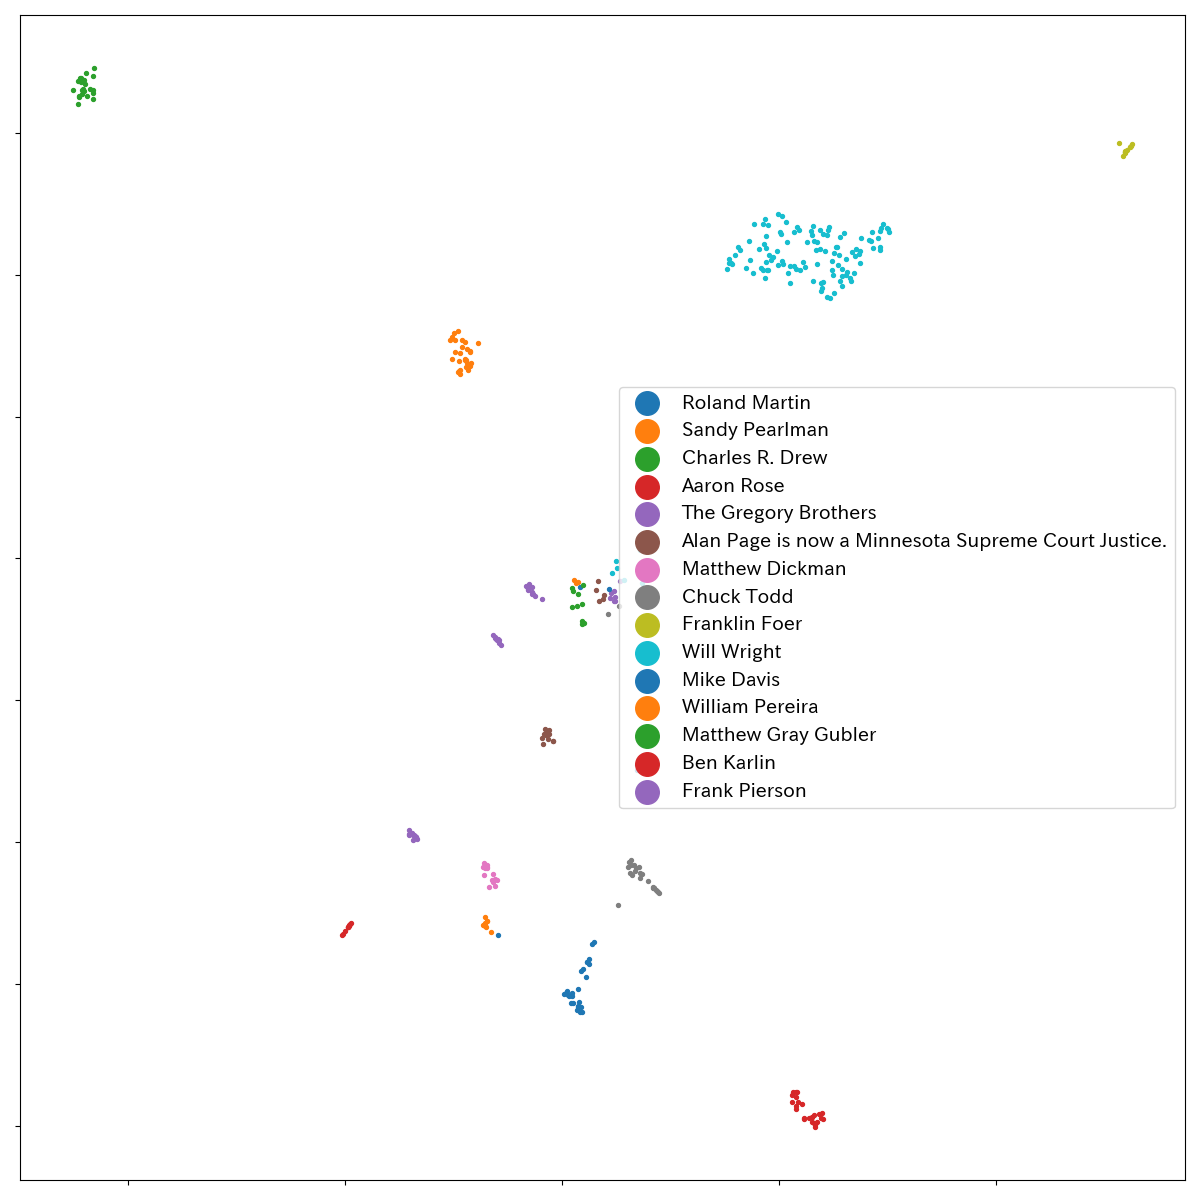 Roland Martin
Sandy Pearlman
Charles R. Drew
Aaron Rose
The Gregory Brothers
Alan Page is now a Minnesota Supreme Court Justice.
Matthew Dickman
Chuck Todd
Franklin Foer
Will Wright
Mike Davis
William Pereira
Matthew Gray Gubler
Ben Karlin
Frank Pierson